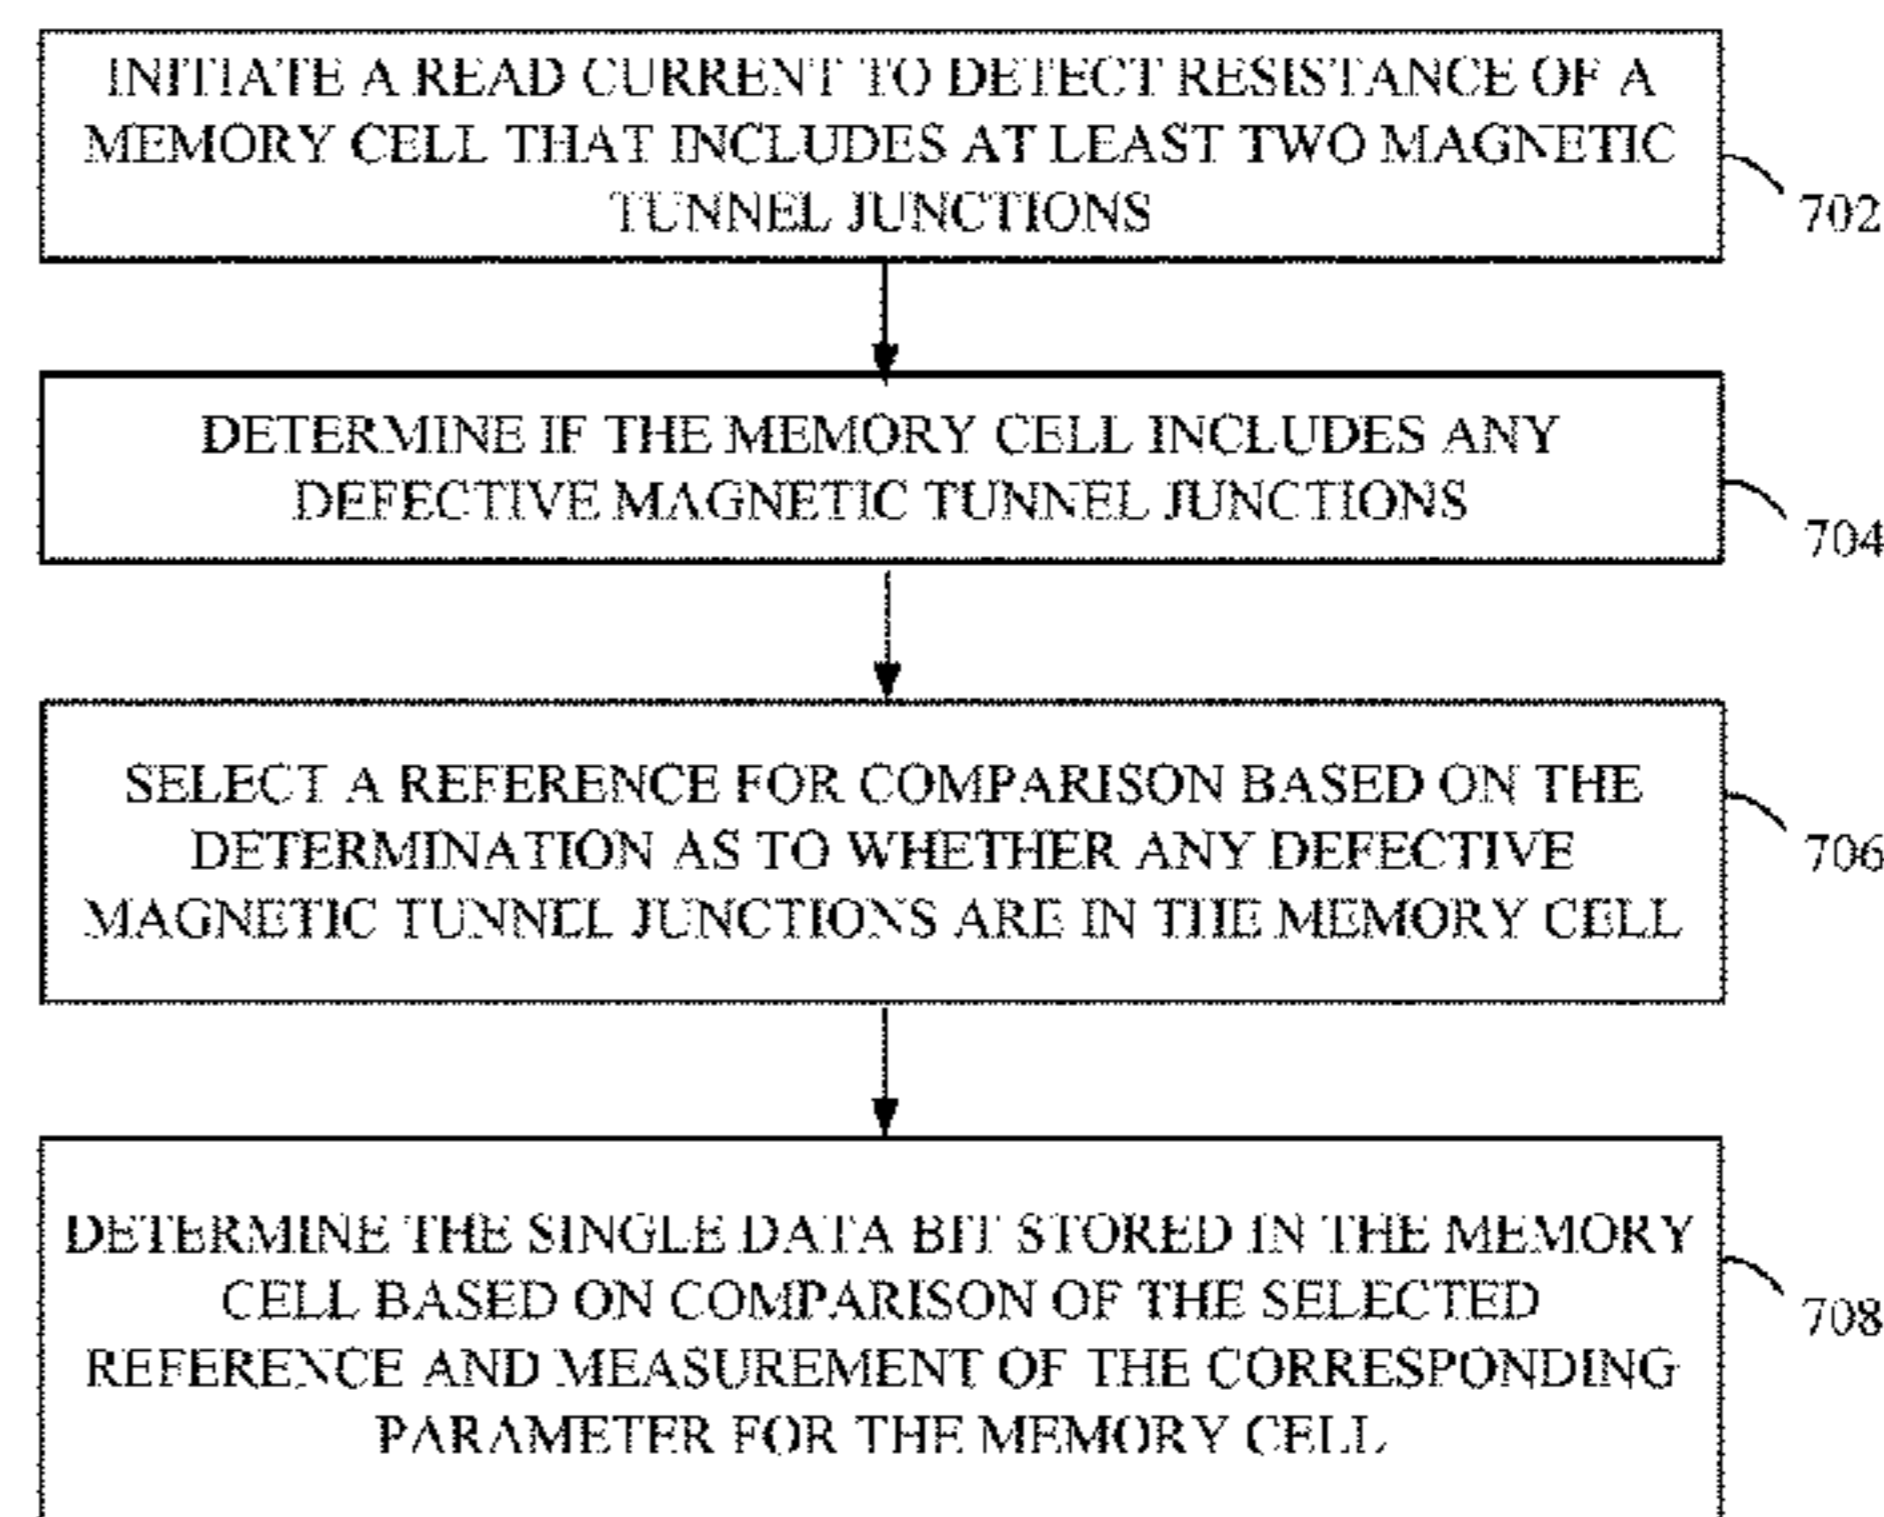 INITIATE A READ CURRENT TO DETECT RESISTANCE OF A
MEMORY CELL THAT INCLUDES AT LEAST TWO MAGNETIC
TUNNEL JUNCTIONS
702
DETERMINE IF THE MEMORY CELL INCLUDES ANY
DEFECTIVE MAGNETIC TUNNEL JUNCTIONS
704
SELECT A REFERENCE FOR COMPARISON BASED ON THE
DETERMINATION AS TO WHETHER ANY DEFECTIVE
MAGNETIC TUNNEL JUNCTIONS ARE IN THE MEMORY CELL
706
DETERMINE THE SINGLE DATA BIT STORED IN THE MEMORY
CELL BASED ON COMPARISON OF THE SELECTED
REFERENCE AND MEASUREMENT OF THE CORRESPONDING
PARAMETER FOR THE MEMORY CELL
708